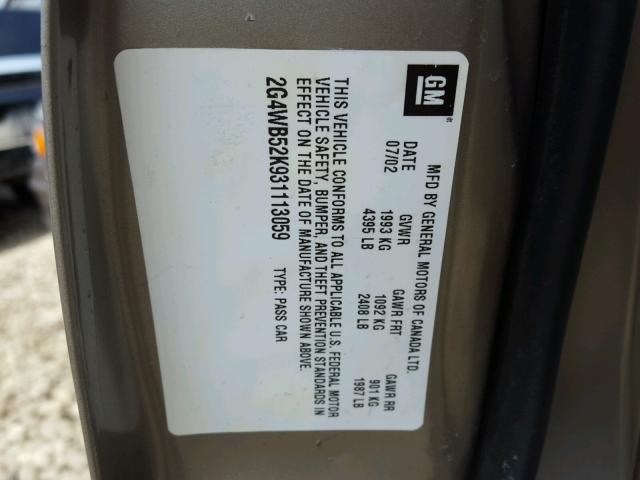 GM
MFD BY GENERAL MOTORS OF CANADA LTD.
DATE GVWR GAWR FRT GAWR RR
07/02 1993 KG 1092 KG 901 KG
4395 LB 2408 LB 1987 LB
THIS VEHICLE CONFORMS TO ALL APPLICABLE U.S. FEDERAL MOTOR
VEHICLE SAFETY, BUMPER, AND THEFT PREVENTION STANDARDS IN
EFFECT ON THE DATE OF MANUFACTURE SHOWN ABOVE.
2G4WB52K931113059 TYPE: PASS CAR